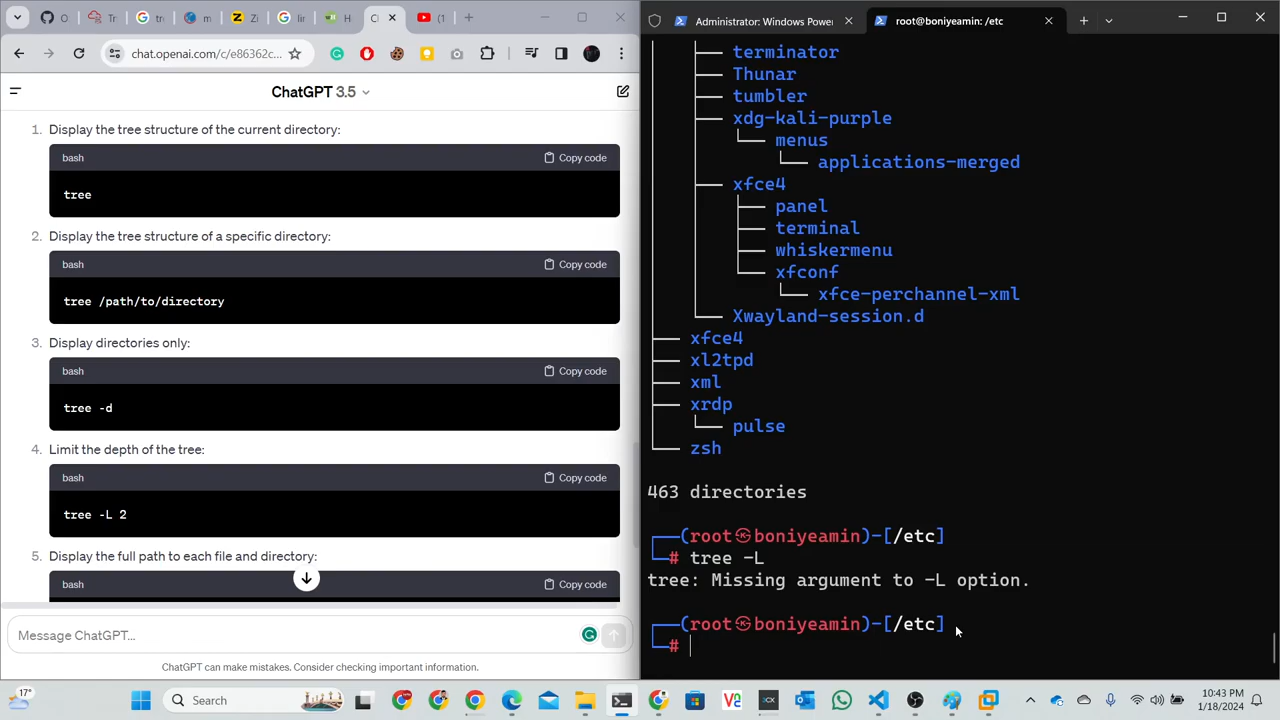 (1
chat.openai.com/c/e86362c...
ChatGPT 3.5
1. Display the tree structure of the current directory:
bash
Copy code
tree
2. Display the tree structure of a specific directory:
bash
Copy code
tree /path/to/directory
3. Display directories only:
bash
Copy code
tree -d
4. Limit the depth of the tree:
bash
Copy code
tree -L 2
5. Display the full path to each file and directory:
bash
Copy code
Message ChatGPT...
ChatGPT can make mistakes. Consider checking important information.
Administrator: Windows Power
root@boniyeamin: /etc
terminator
Thunar
tumbler
xdg-kali-purple
menus
applications-merged
xfce4
panel
terminal
whiskermenu
xfconf
xfce-perchannel-xml
Xwayland-session.d
xfce4
xl2tpd
xml
xrdp
pulse
zsh
463 directories
┌──(root㉿boniyeamin)-[/etc]
└─# tree -L
tree: Missing argument to -L option.
┌──(root㉿boniyeamin)-[/etc]
└─#
17°
Search
10:43 PM
1/18/2024